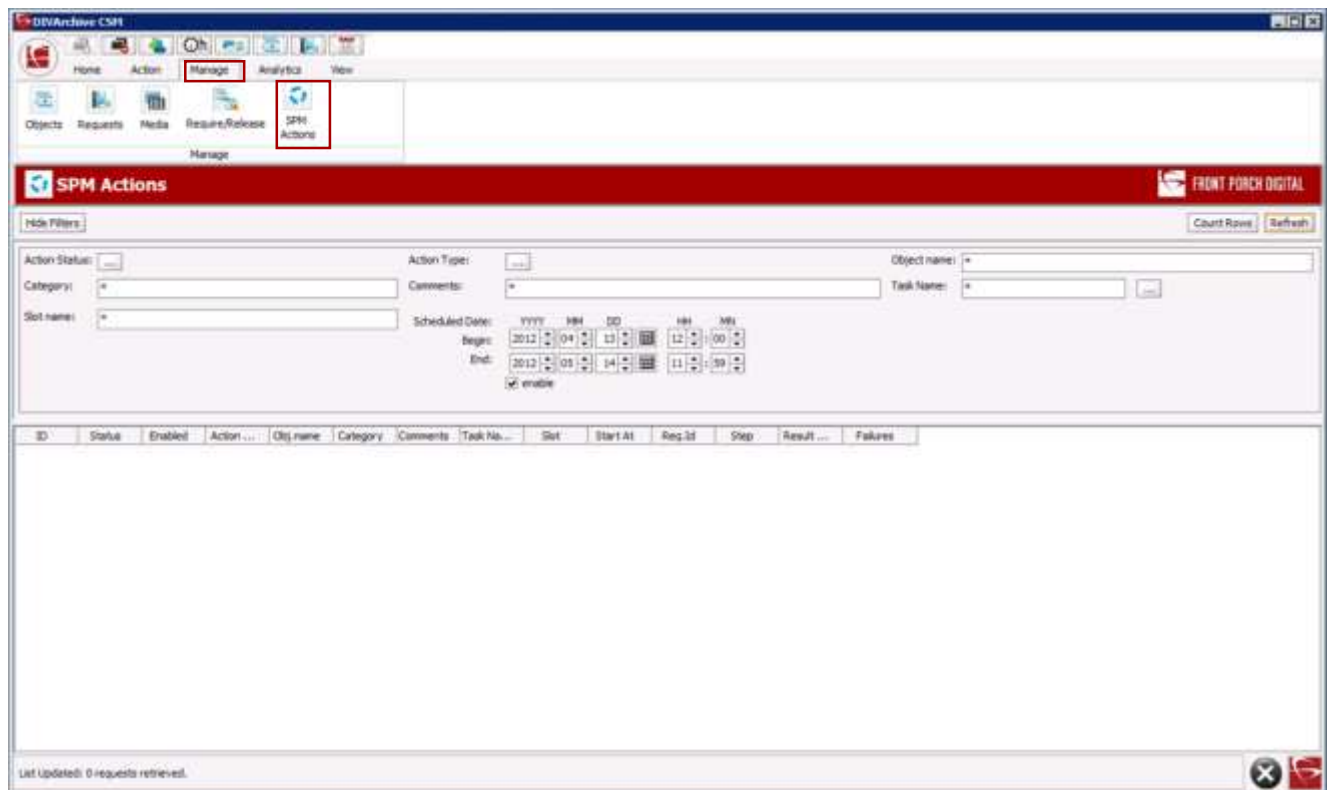 DIVArchive CSM
Home Action Manage Analytics View
Objects Requests Media Require/Release SPM Actions
Manage
SPM Actions FRONT PORCH DIGITAL
Hide Filters Count Rows Refresh
Action Status: ... Action Type: ... Object name: *
Category: * Comments: * Task Name: * ...
Slot name: * Scheduled Date: YYYY MM DD HH MN
Begin: 2012 04 13 12 : 00
End: 2012 05 14 11 : 59
enable
ID Status Enabled Action ... Obj.name Category Comments Task Na... Slot Start At Req.Id Step Result ... Failures
List Updated: 0 requests retrieved.